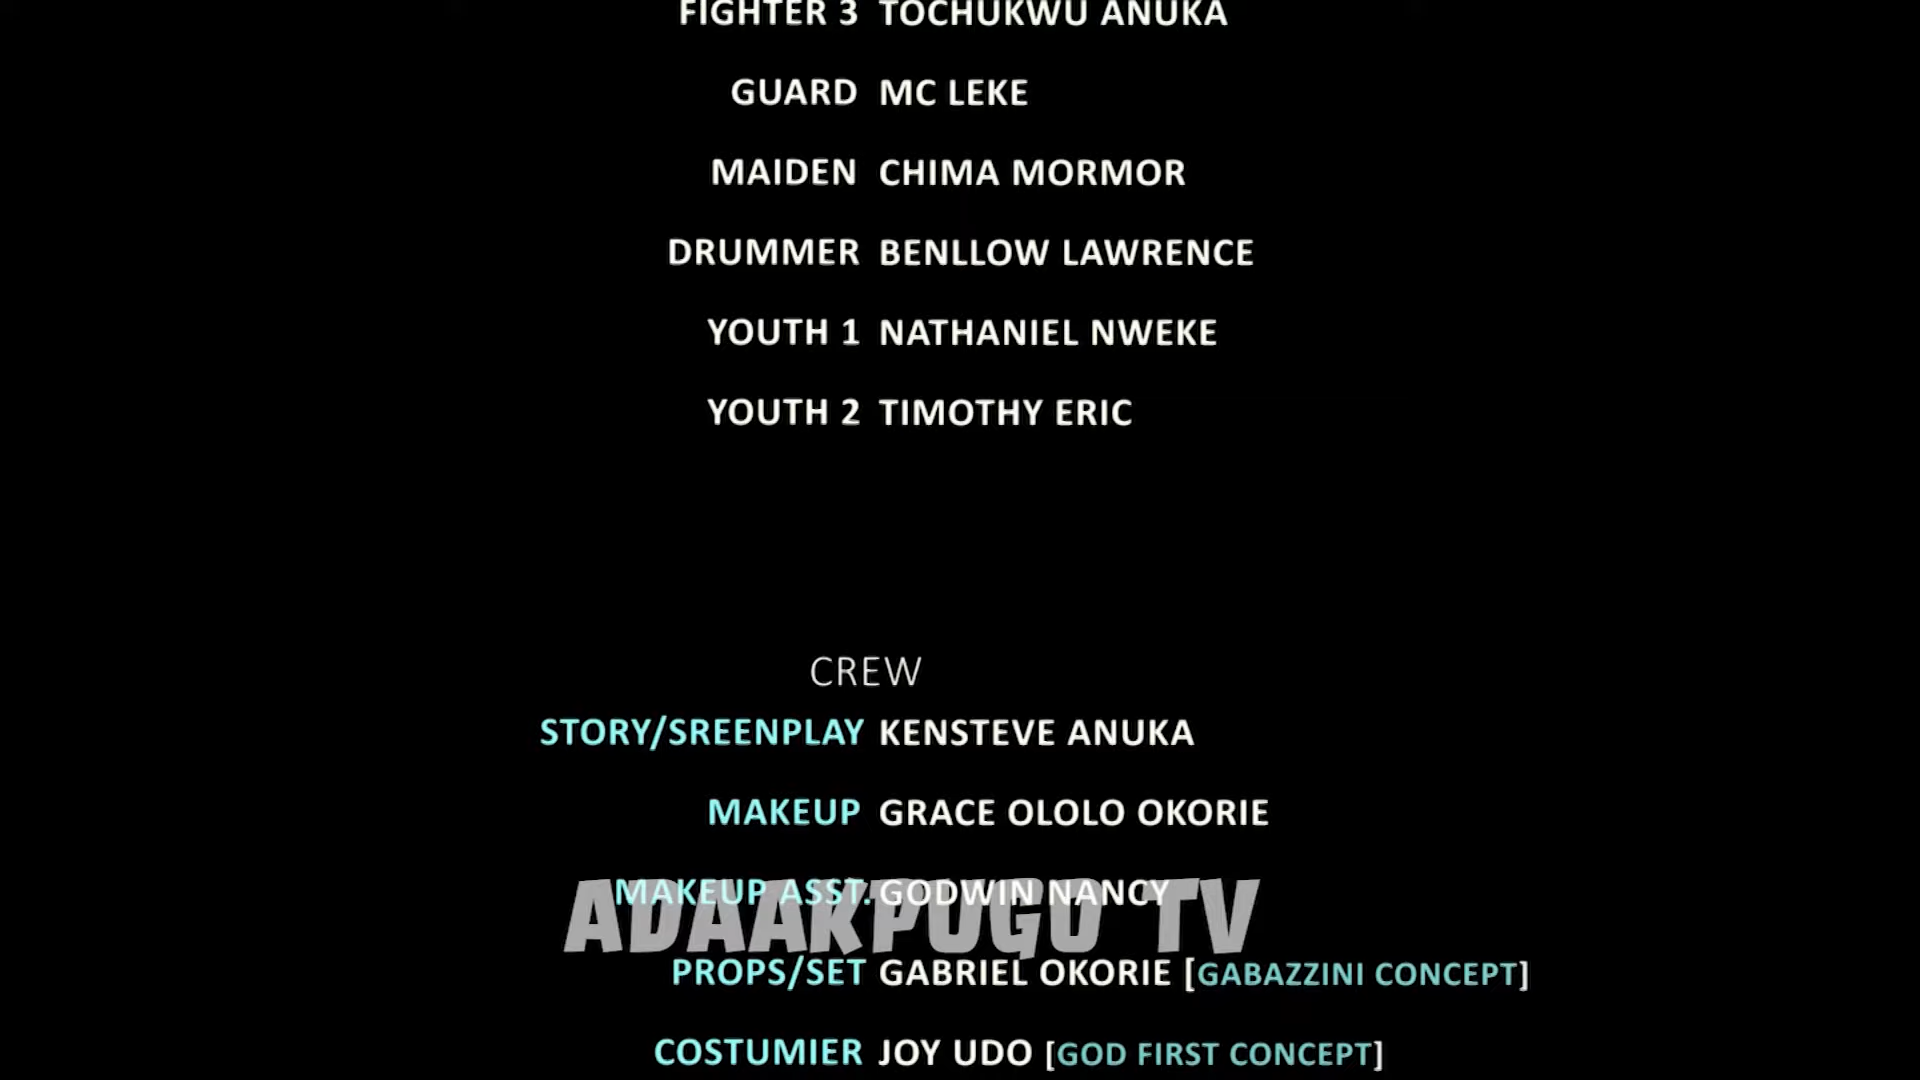 FIGHTER 3 TOCHUKWU ANUKA
GUARD MC LEKE
MAIDEN CHIMA MORMOR
DRUMMER BENLLOW LAWRENCE
YOUTH 1 NATHANIEL NWEKE
YOUTH 2 TIMOTHY ERIC
CREW
STORY/SREENPLAY KENSTEVE ANUKA
MAKEUP GRACE OLOLO OKORIE
MAKEUP ASST. GODWIN NANCY
ADAAKPUGO TV
PROPS/SET GABRIEL OKORIE [GABAZZINI CONCEPT]
COSTUMIER JOY UDO [GOD FIRST CONCEPT]